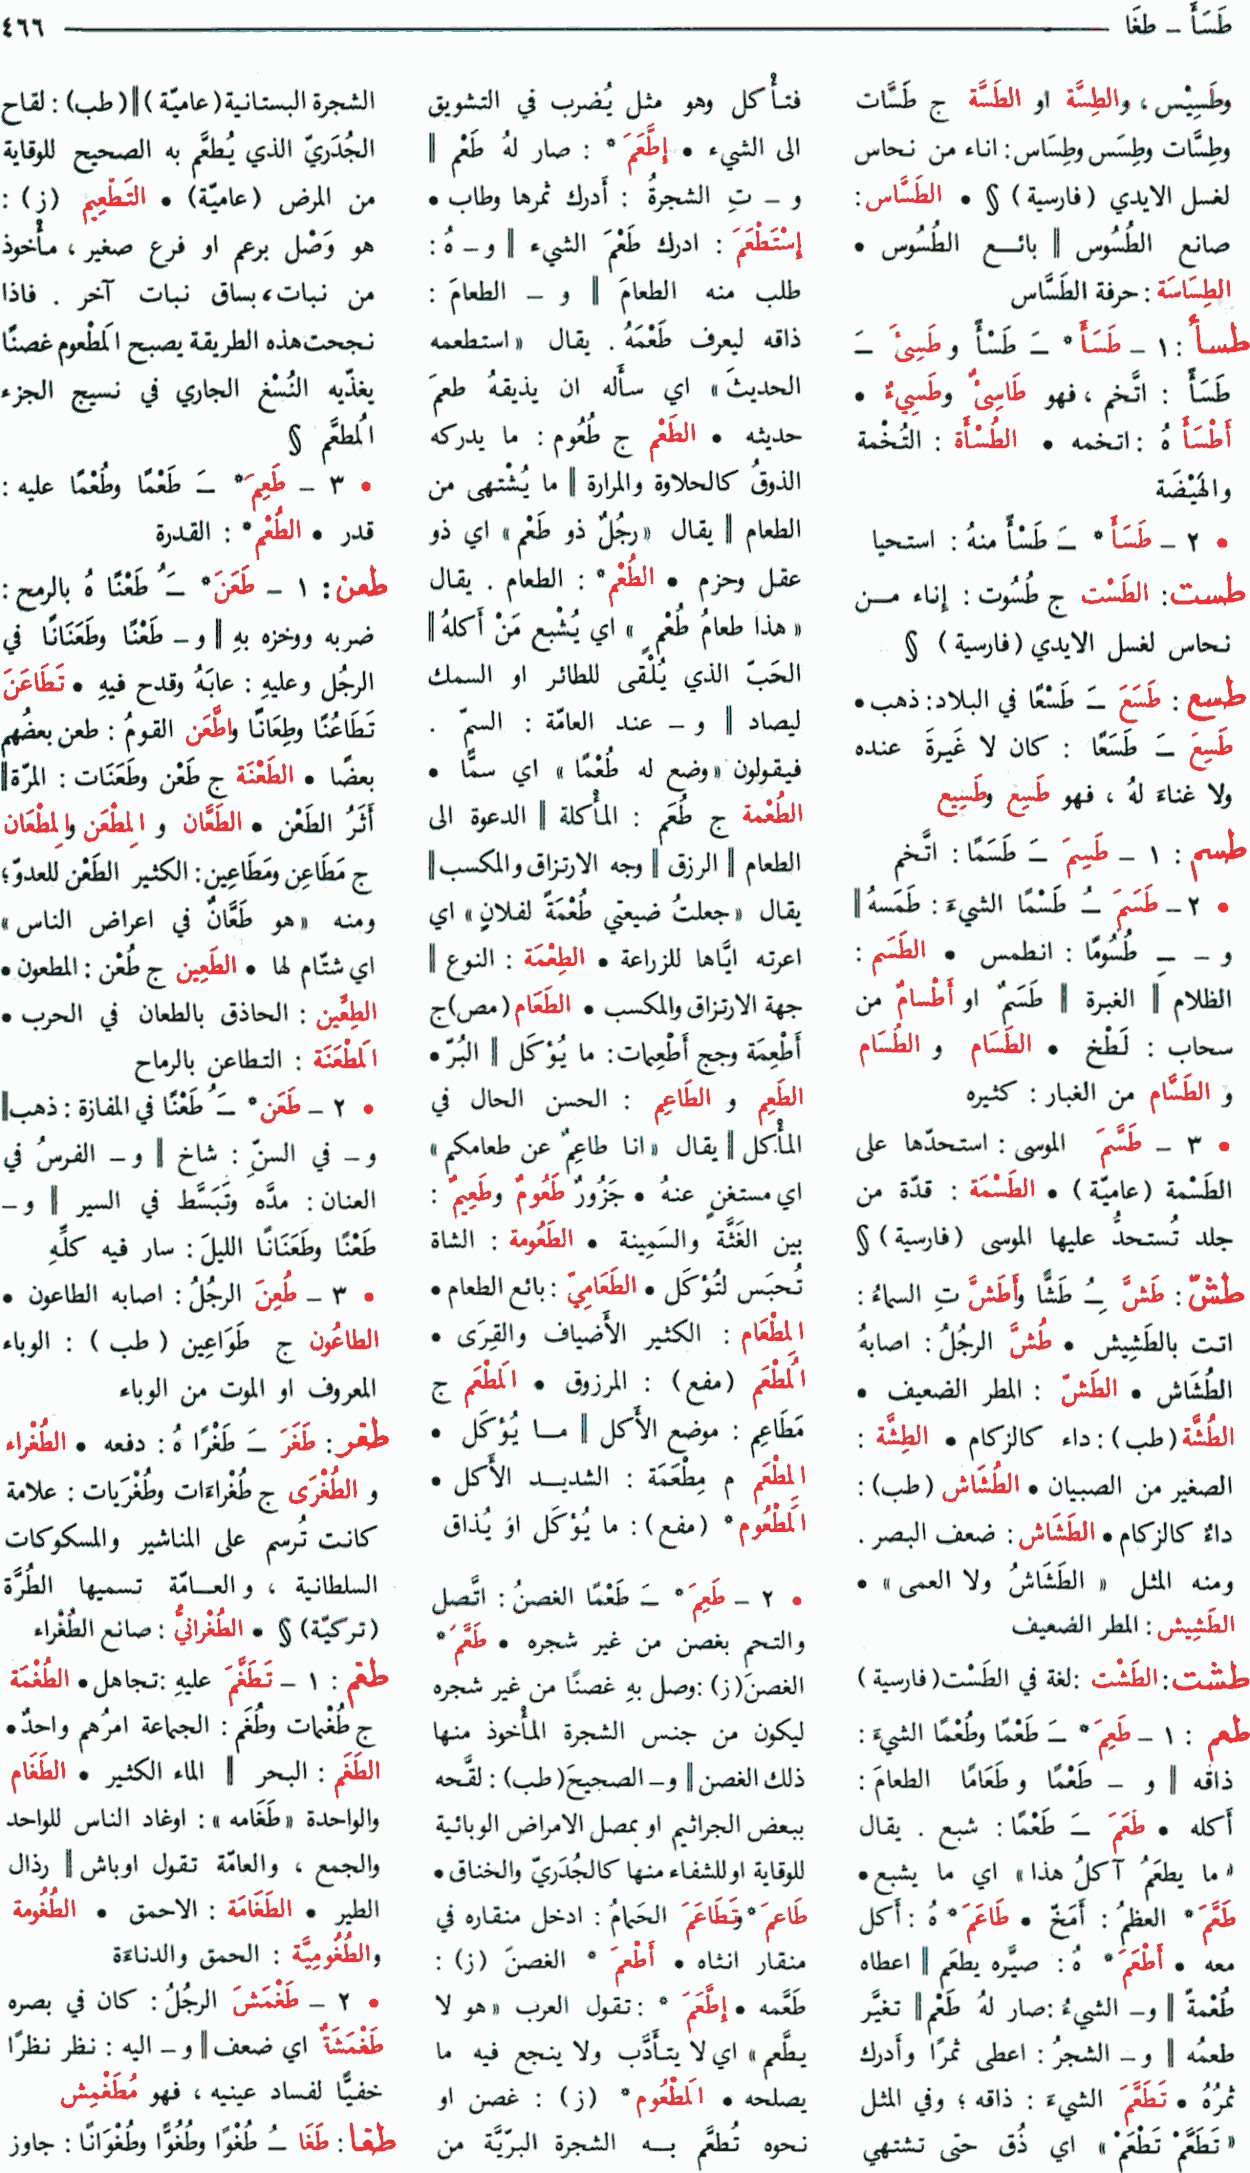 طَسَأَ – طغَا
٤٦٦
وطَسِيْس ، والطِسَّة او الطَسَّة ج طَسَّات
وطِسَّات وطِسَس وطِسَاس: اناء من نحاس
لغسل الايدي (فارسية) § • الطَسَّاس:
صانع الطُسُوس ‖ بائع الطُسُوس •
الطِسَاسَة : حرفة الطَسَّاس
طسأ : ١ – طَسَأَ* ـَـ طَسْأً و طَسِئَ ـَـ
طَسَأً : اتَّخم ، فهو طَاسِئٌ وطَسِيءٌ •
أَطْسَأَ هُ : اتخمه • الطُسْأَة : التُخْمة
والهَيْضَة
• ٢ – طَسَأَ* ـَـ طَسْأً منهُ : استحيا
طست: الطَسْت ج طُسُوت : إناء من
نحاس لغسل الايدي (فارسية) §
طسع : طَسَعَ ـَـ طَسْعًا في البلاد: ذهب •
طَسِعَ ـَـ طَسَعًا : كان لا غَيرةَ عنده
ولا غناءَ لهُ ، فهو طَسِع وطَسِيع
طسم : ١ – طَسِمَ ـَـ طَسَمًا : اتَّخم
• ٢ – طَسَمَ ـُـ طَسْمًا الشيءَ : طَمَسهُ ‖
و – ـِـ طُسُومًا : انطمس • الطَسَم :
الظلام ‖ الغبرة ‖ طَسَمٌ او أَطْسامٌ من
سحاب : لَطْخ • الطَسَام و الطُسَام
و الطَسَّام من الغبار : كثيره
• ٣ – طَسَّمَ الموسى : استحدّها على
الطَسْمة (عاميّة) • الطَسْمَة : قدّة من
جلد تُستحدُّ عليها الموسى (فارسية) §
طشّ : طَشَّ ـِـُـ طَشًّا وأَطَشَّ تِ السماءُ :
اتت بالطَشِيش • طُشَّ الرجُلُ : اصابهُ
الطُشَاش • الطَشّ : المطر الضعيف •
الطُشَّة (طب) : داء كالزكام • الطِشَّة :
الصغير من الصبيان • الطُشَاش (طب) :
داءُ كالزكام • الطَشَاش : ضعف البصر .
ومنه المثل « الطَشَاشُ ولا العمى » •
الطَشِيش : المطر الضعيف
طشت : الطَشْت : لغة في الطَسْت (فارسية)
طعم : ١ – طَعِمَ* ـَـ طَعْمًا وطُعْمًا الشيءَ :
ذاقه ‖ و – طَعْمًا و طَعَامًا الطعامَ :
أكله • طَعَمَ ـَـ طَعْمًا : شبع . يقال
« ما يطعَمُ آكلُ هذا » اي ما يشبع •
طَعَّمَ* العظمُ : أَمَخَّ • طَاعَمَ* هُ : أكل
معه • أَطْعَمَ* هُ : صيَّره يطعَم ‖ اعطاه
طُعْمةً ‖ و– الشيءُ : صار لهُ طَعْم ‖ تغيَّر
طعمُه ‖ و – الشجرُ : اعطى ثمرًا وأدرك
ثمرُهُ • تَطَعَّمَ الشيءَ : ذاقه ؛ وفي المثل
« تَطَعَّمْ تَطْعَمْ » اي ذُق حتى تشتهي
فتأكل وهو مثل يُضرب في التشويق
الى الشيء • إِطَّعَمَ* : صار لهُ طَعْم ‖
و – تِ الشجرةُ : أدرك ثمرها وطاب •
إِسْتَطْعَمَ : ادرك طَعْمَ الشيء ‖ و – هُ :
طلب منه الطعامَ ‖ و – الطعامَ :
ذاقه ليعرف طَعْمَهُ . يقال « استطعمه
الحديثَ » اي سأله ان يذيقهُ طعمَ
حديثه • الطَعْم ج طُعُوم : ما يدركه
الذوقُ كالحلاوة والمرارة ‖ ما يُشْتهى من
الطعام ‖ يقال « رجُلٌ ذو طَعْم » اي ذو
عقل وحزم • الطُعْم* : الطعام . يقال
« هذا طعامُ طُعْمٍ » اي يُشْبع مَنْ أَكلهُ ‖
الحَبّ الذي يُلْقى للطائر او السمك
ليصاد ‖ و – عند العامّة : السمّ .
فيقولون « وضع له طُعْمًا » اي سمًّا •
الطُعْمة ج طُعَم : المأكلة ‖ الدعوة الى
الطعام ‖ الرزق ‖ وجه الارتزاق والمكسب ‖
يقال « جعلتُ ضيعتي طُعْمَةً لفلانٍ » اي
اعرته ايّاها للزراعة • الطِعْمَة : النوع ‖
جهة الارتزاق والمكسب • الطَعَام (مص) ج
أَطْعِمَة وجج أَطْعِمات : ما يُؤْكَل ‖ البُرّ •
الطَعِم و الطَاعِم : الحسن الحال في
المأكل ‖ يقال « انا طاعِمٌ عن طعامكم »
اي مستغنٍ عنهُ • جَزُورٌ طَعُومٌ وطَعِيمٌ :
بين الغَثَّة والسَمِينة • الطَعُومة : الشاة
تُحبَس لتُؤْكَل • الطَعَامِيّ : بائع الطعام •
المِطْعَام : الكثير الأَضياف والقِرَى •
المُطْعَم (مفع) : المرزوق • المَطْعَم ج
مَطَاعِم : موضع الأكل ‖ ما يُؤْكَل •
المِطْعَم م مِطْعَمَة : الشديد الأكل •
المَطْعُوم* (مفع) : ما يُؤْكَل اوَ يُذاق
• ٢ – طَعِمَ* ـَـ طَعْمًا الغصنُ : اتَّصل
والتحم بغصن من غير شجره • طَعَّمَ*
الغصنَ (ز) : وصل بهِ غصنًا من غير شجره
ليكون من جنس الشجرة المأخوذ منها
ذلك الغصن ‖ و– الصحيحَ (طب) : لقَّحه
ببعض الجراثيم او بمصل الامراض الوبائية
للوقاية او للشفاء منها كالجُدَريّ والخناق •
طَاعمَ* وتَطَاعَمَ الحَمامُ : ادخل منقاره في
منقار انثاه • أَطْعمَ* الغصنَ (ز) :
طَعَّمه • إِطَّعَمَ* : تقول العرب « هو لا
يطَّعم » اي لا يتأَدَّب ولا ينجع فيه ما
يصلحه • المَطْعُوم* (ز) : غصن او
نحوه تُطعَّم به الشجرة البرّيَّة من
الشجرة البستانية (عاميّة) ‖ (طب) : لقاح
الجُدَريّ الذي يُطعَّم به الصحيح للوقاية
من المرض (عاميّة) • التَطْعِيم (ز) :
هو وَصْل برعم او فرع صغير ، مأخوذ
من نبات ، بساق نبات آخر . فاذا
نجحت هذه الطريقة يصبح المَطْعوم غصنًا
يغذّيه النُسْغ الجاري في نسيج الجزء
المُطعَّم §
• ٣ – طَعِمَ* ـَـ طَعْمًا وطُعْمًا عليه :
قدر • الطُعْم* : القدرة
طعن : ١ – طَعَنَ* ـَـُـ طَعْنًا هُ بالرمح :
ضربه ووخزه بهِ ‖ و – طَعْنًا وطَعَنَانًا في
الرجُل وعليهِ : عابَهُ وقدح فيهِ • تَطَاعَنَ
تَطَاعُنًا وطِعَانًا واطَّعَن القومُ : طعن بعضُهم
بعضًا • الطَعْنَة ج طَعْن وطَعَنَات : المرّة ‖
أَثَرُ الطَعْن • الطَعَّان و المِطْعَن والمِطْعَان
ج مَطَاعِن ومَطَاعِين : الكثير الطَعْن للعدوّ ؛
ومنه « هو طَعَّانٌ في اعراض الناس »
اي شتّام لها • الطَعِين ج طُعْن : المطعون •
الطِعِّين : الحاذق بالطعان في الحرب •
المَطْعَنَة : التطاعن بالرماح
• ٢ – طَعَن* ـَـُـ طَعْنًا في المفازة : ذهب ‖
و – في السنِّ : شاخ ‖ و – الفرسُ في
العنان : مدَّه وتَبَسَّط في السير ‖ و –
طَعْنًا وطَعَنَانًا الليلَ : سار فيه كلِّهِ
• ٣ – طُعِنَ الرجُلُ : اصابه الطاعون •
الطاعُون ج طَوَاعِين (طب) : الوباء
المعروف او الموت من الوباء
طغر : طَغَرَ ـَـ طَغْرًا هُ : دفعه • الطُغْراء
و الطُغْرَى ج طُغْراءَات وطُغْرَيات : علامة
كانت تُرسم على المناشير والمسكوكات
السلطانية ، والعامّة تسميها الطُرَّة
(تركيّة) § • الطُغْرائيُّ : صانع الطُغْراء
طغم : ١ – تَطَغَّمَ عليهِ : تجاهل • الطُغْمَة
ج طُغْمات وطُغَم : الجماعة امرُهم واحدٌ •
الطَغَم : البحر ‖ الماء الكثير • الطَغَام
والواحدة « طَغَامه » : اوغاد الناس للواحد
والجمع ، والعامّة تقول اوباش ‖ رذال
الطير • الطَغَامَة : الاحمق • الطُغُومة
والطُغُومِيَّة : الحمق والدناءَة
• ٢ – طَغْمَشَ الرجُلُ : كان في بصره
طَغْمَشَةٌ اي ضعف ‖ و – اليه : نظر نظرًا
خفيًّا لفساد عينيه ، فهو مُطَغْمِش
طغا : طَغَا ـُـ طُغْوًا وطُغُوًّا وطُغْوَانًا : جاوز